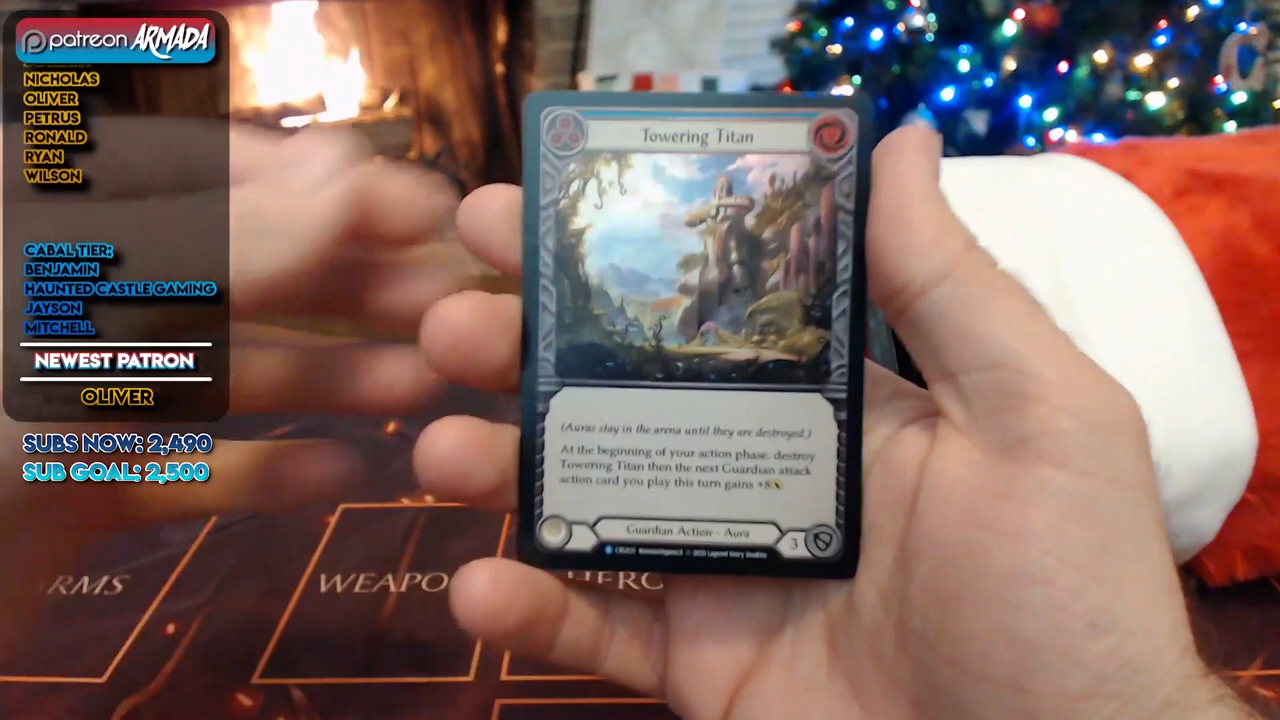 patreon ARMADA
NICHOLAS
OLIVER
PETRUS
RONALD
RYAN
WILSON
CABAL TIER:
BENJAMIN
HAUNTED CASTLE GAMING
JAYSON
MITCHELL
NEWEST PATRON
OLIVER
SUBS NOW: 2,490
SUB GOAL: 2,500
Towering Titan
(Auras stay in the arena until they are destroyed.)
At the beginning of your action phase, destroy
Towering Titan then the next Guardian attack
action card you play this turn gains +8
Guardian Action - Aura
3
ARMS
WEAPO
HERO